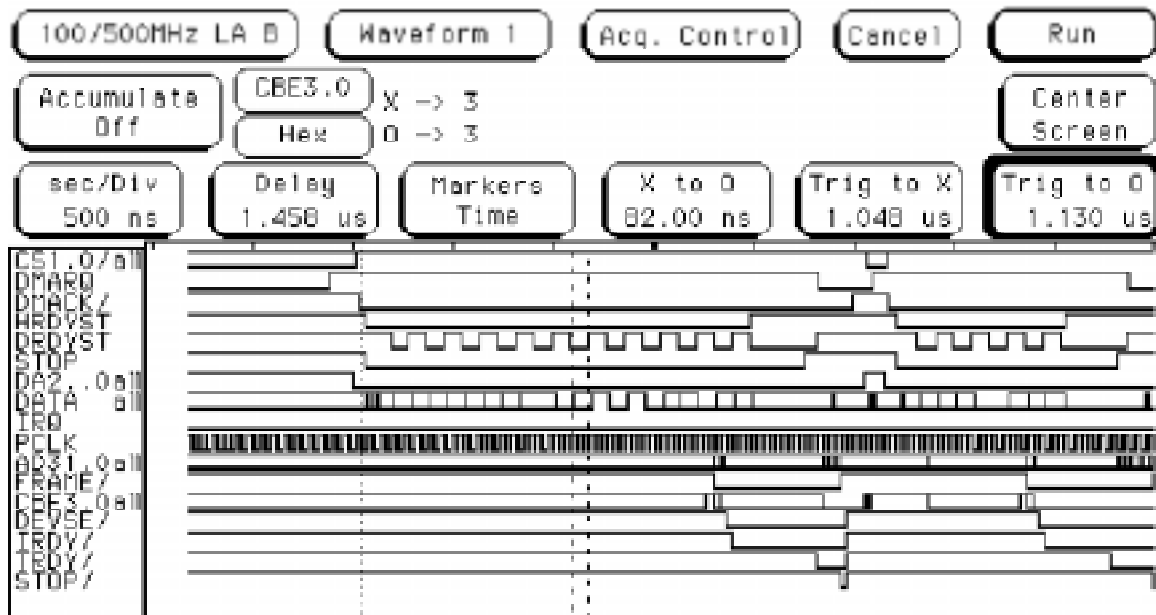 100/500MHz LA B Waveform 1 Acq. Control Cancel Run
Accumulate Off CBE3.0 X -> 3 Center Screen
Hex O -> 3
sec/Div Delay Markers X to O Trig to X Trig to O
500 ns 1.458 us Time 82.00 ns 1.048 us 1.130 us
CS1.0/all
DMARQ
DMACK/
HRDYST
DRDYST
STOP
DA2..0all
DATA all
IRQ
PCLK
AD31.0all
FRAME/
CBE3.0all
DEVSE/
IRDY/
TRDY/
STOP/